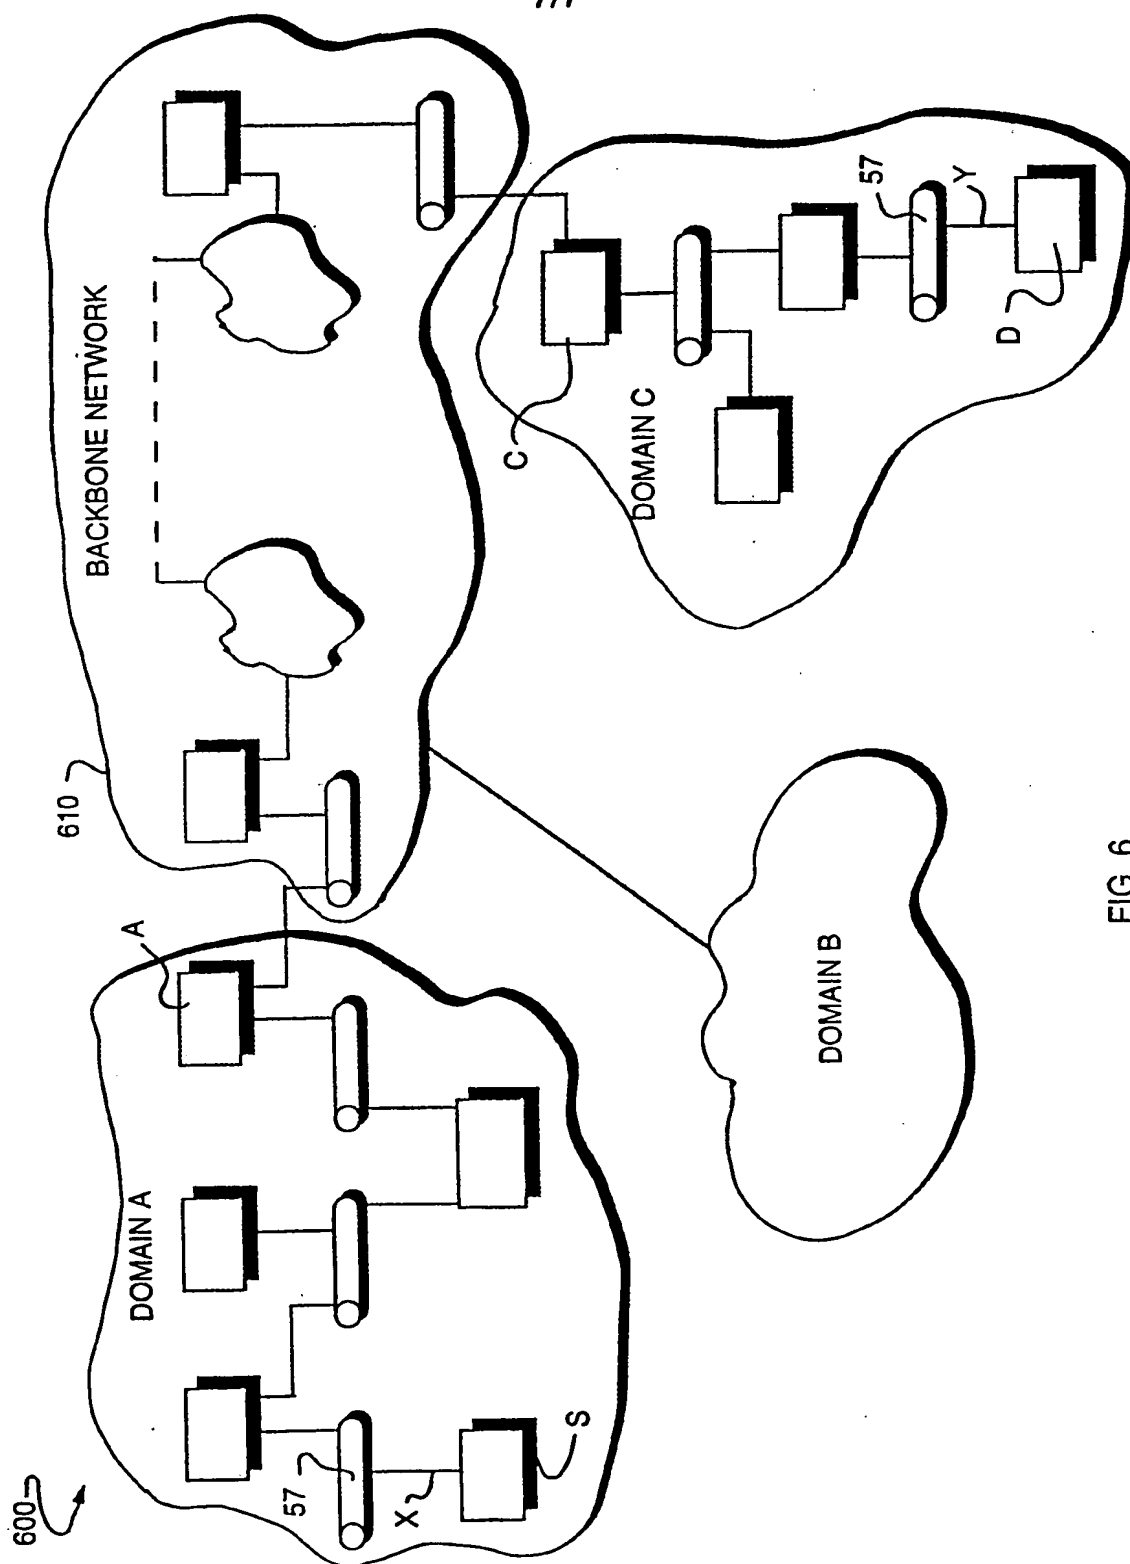 600
610
BACKBONE NETWORK
A
DOMAIN A
57
X
S
C
DOMAIN C
57
Y
D
DOMAIN B
FIG. 6